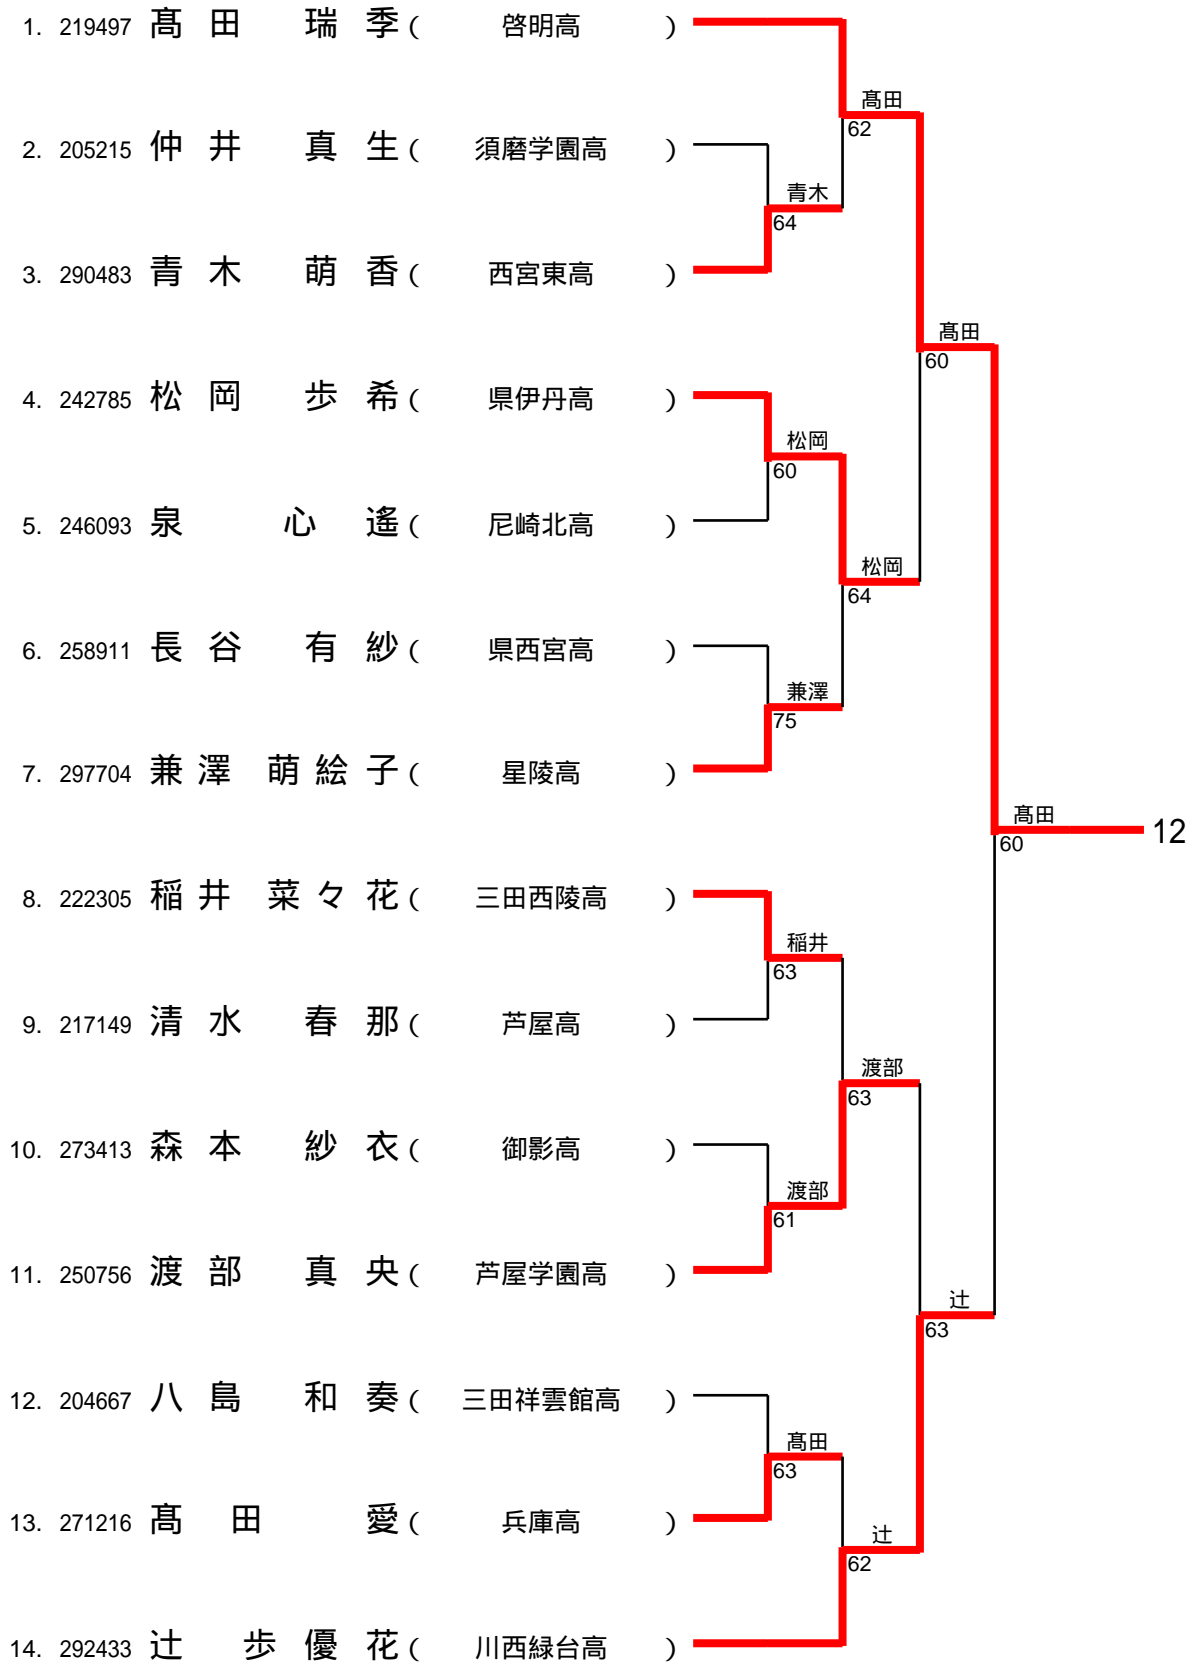 1. 219497 髙田 瑞季 ( 啓明高 )
髙田
62
2. 205215 仲井 真生 ( 須磨学園高 )
青木
64
3. 290483 青木 萌香 ( 西宮東高 )
髙田
60
4. 242785 松岡 歩希 ( 県伊丹高 )
松岡
60
5. 246093 泉 心遙 ( 尼崎北高 )
松岡
64
6. 258911 長谷 有紗 ( 県西宮高 )
兼澤
75
7. 297704 兼澤 萌絵子 ( 星陵高 )
髙田
60
12
8. 222305 稲井 菜々花 ( 三田西陵高 )
稲井
63
9. 217149 清水 春那 ( 芦屋高 )
渡部
63
10. 273413 森本 紗衣 ( 御影高 )
渡部
61
11. 250756 渡部 真央 ( 芦屋学園高 )
辻
63
12. 204667 八島 和奏 ( 三田祥雲館高 )
髙田
63
13. 271216 髙田 愛 ( 兵庫高 )
辻
62
14. 292433 辻 歩優花 ( 川西緑台高 )